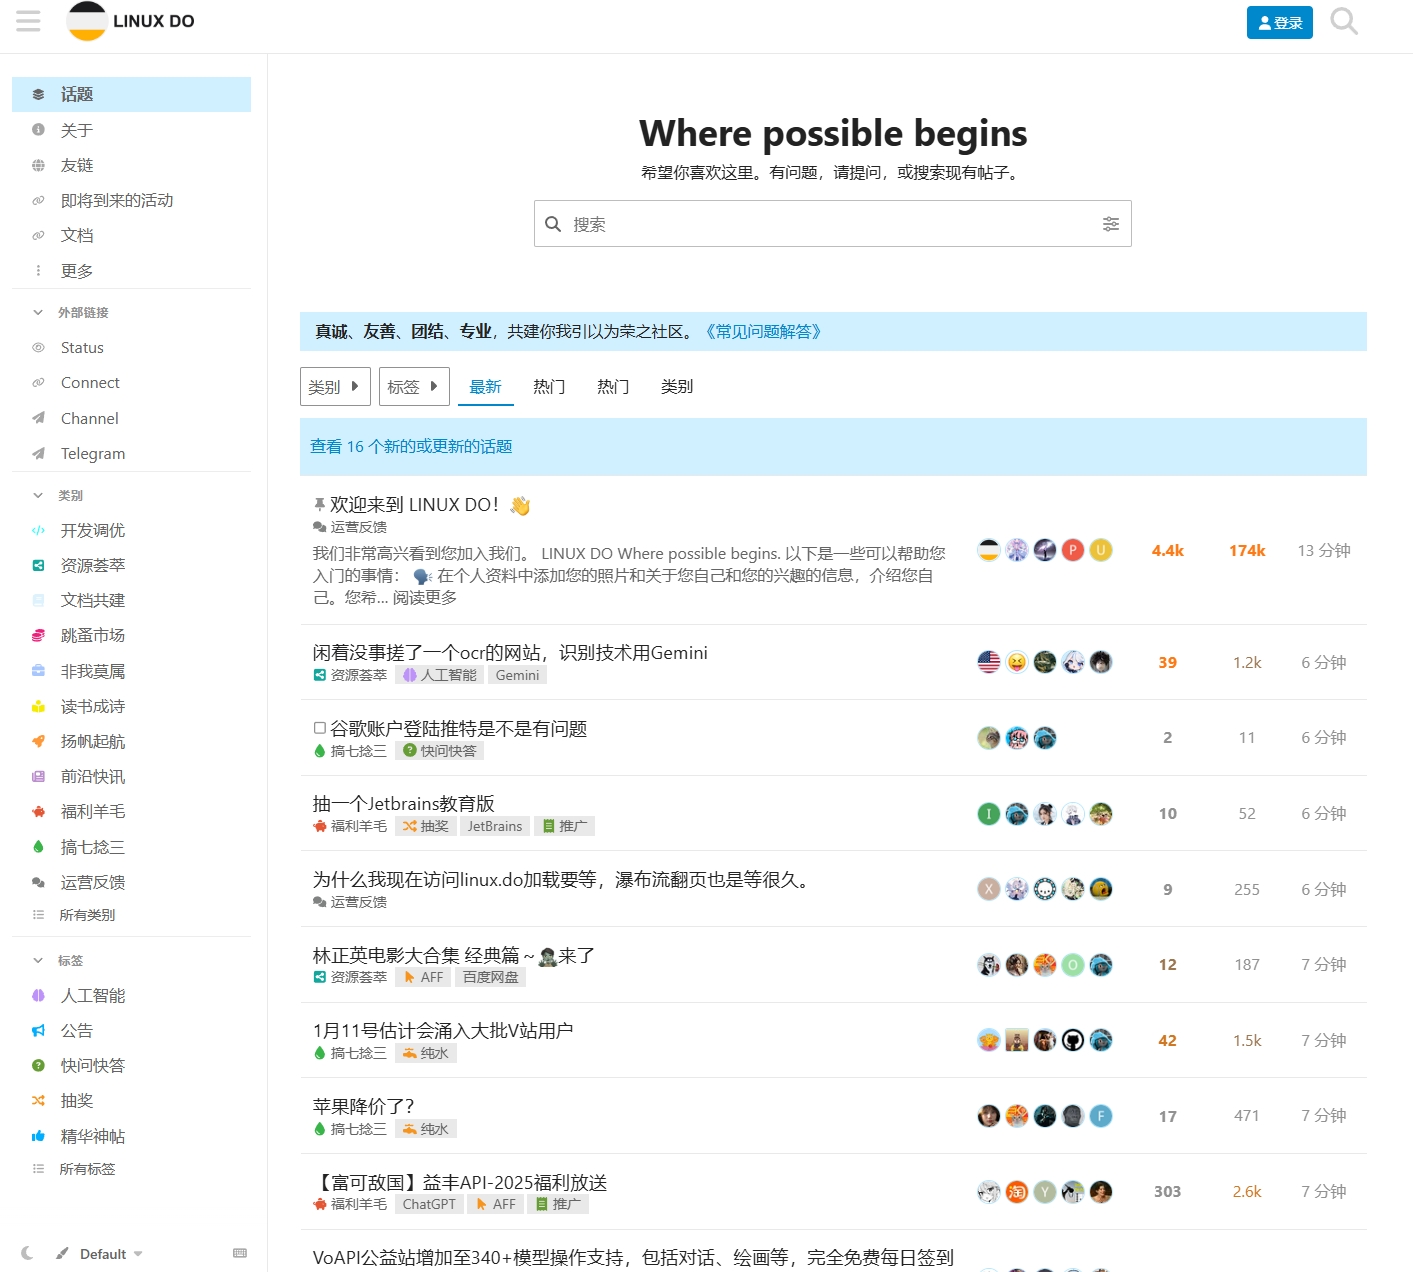 LINUX DO
登录
话题
关于
友链
即将到来的活动
文档
更多
外部链接
Status
Connect
Channel
Telegram
类别
开发调优
资源荟萃
文档共建
跳蚤市场
非我莫属
读书成诗
扬帆起航
前沿快讯
福利羊毛
搞七捻三
运营反馈
所有类别
标签
人工智能
公告
快问快答
抽奖
精华神帖
所有标签
Default
Where possible begins
希望你喜欢这里。有问题，请提问，或搜索现有帖子。
搜索
真诚、友善、团结、专业，共建你我引以为荣之社区。《常见问题解答》
类别 标签 最新 热门 热门 类别
查看 16 个新的或更新的话题
欢迎来到 LINUX DO！
运营反馈
我们非常高兴看到您加入我们。 LINUX DO Where possible begins. 以下是一些可以帮助您
入门的事情： 在个人资料中添加您的照片和关于您自己和您的兴趣的信息，介绍您自
己。您希... 阅读更多
P U 4.4k 174k 13 分钟
闲着没事搓了一个ocr的网站，识别技术用Gemini
资源荟萃 人工智能 Gemini
39 1.2k 6 分钟
谷歌账户登陆推特是不是有问题
搞七捻三 快问快答
2 11 6 分钟
抽一个Jetbrains教育版
福利羊毛 抽奖 JetBrains 推广
I 10 52 6 分钟
为什么我现在访问linux.do加载要等，瀑布流翻页也是等很久。
运营反馈
X 9 255 6 分钟
林正英电影大合集 经典篇 ~ 来了
资源荟萃 AFF 百度网盘
O 12 187 7 分钟
1月11号估计会涌入大批V站用户
搞七捻三 纯水
42 1.5k 7 分钟
苹果降价了？
搞七捻三 纯水
F 17 471 7 分钟
【富可敌国】益丰API-2025福利放送
福利羊毛 ChatGPT AFF 推广
淘 Y 303 2.6k 7 分钟
VoAPI公益站增加至340+模型操作支持，包括对话、绘画等，完全免费每日签到